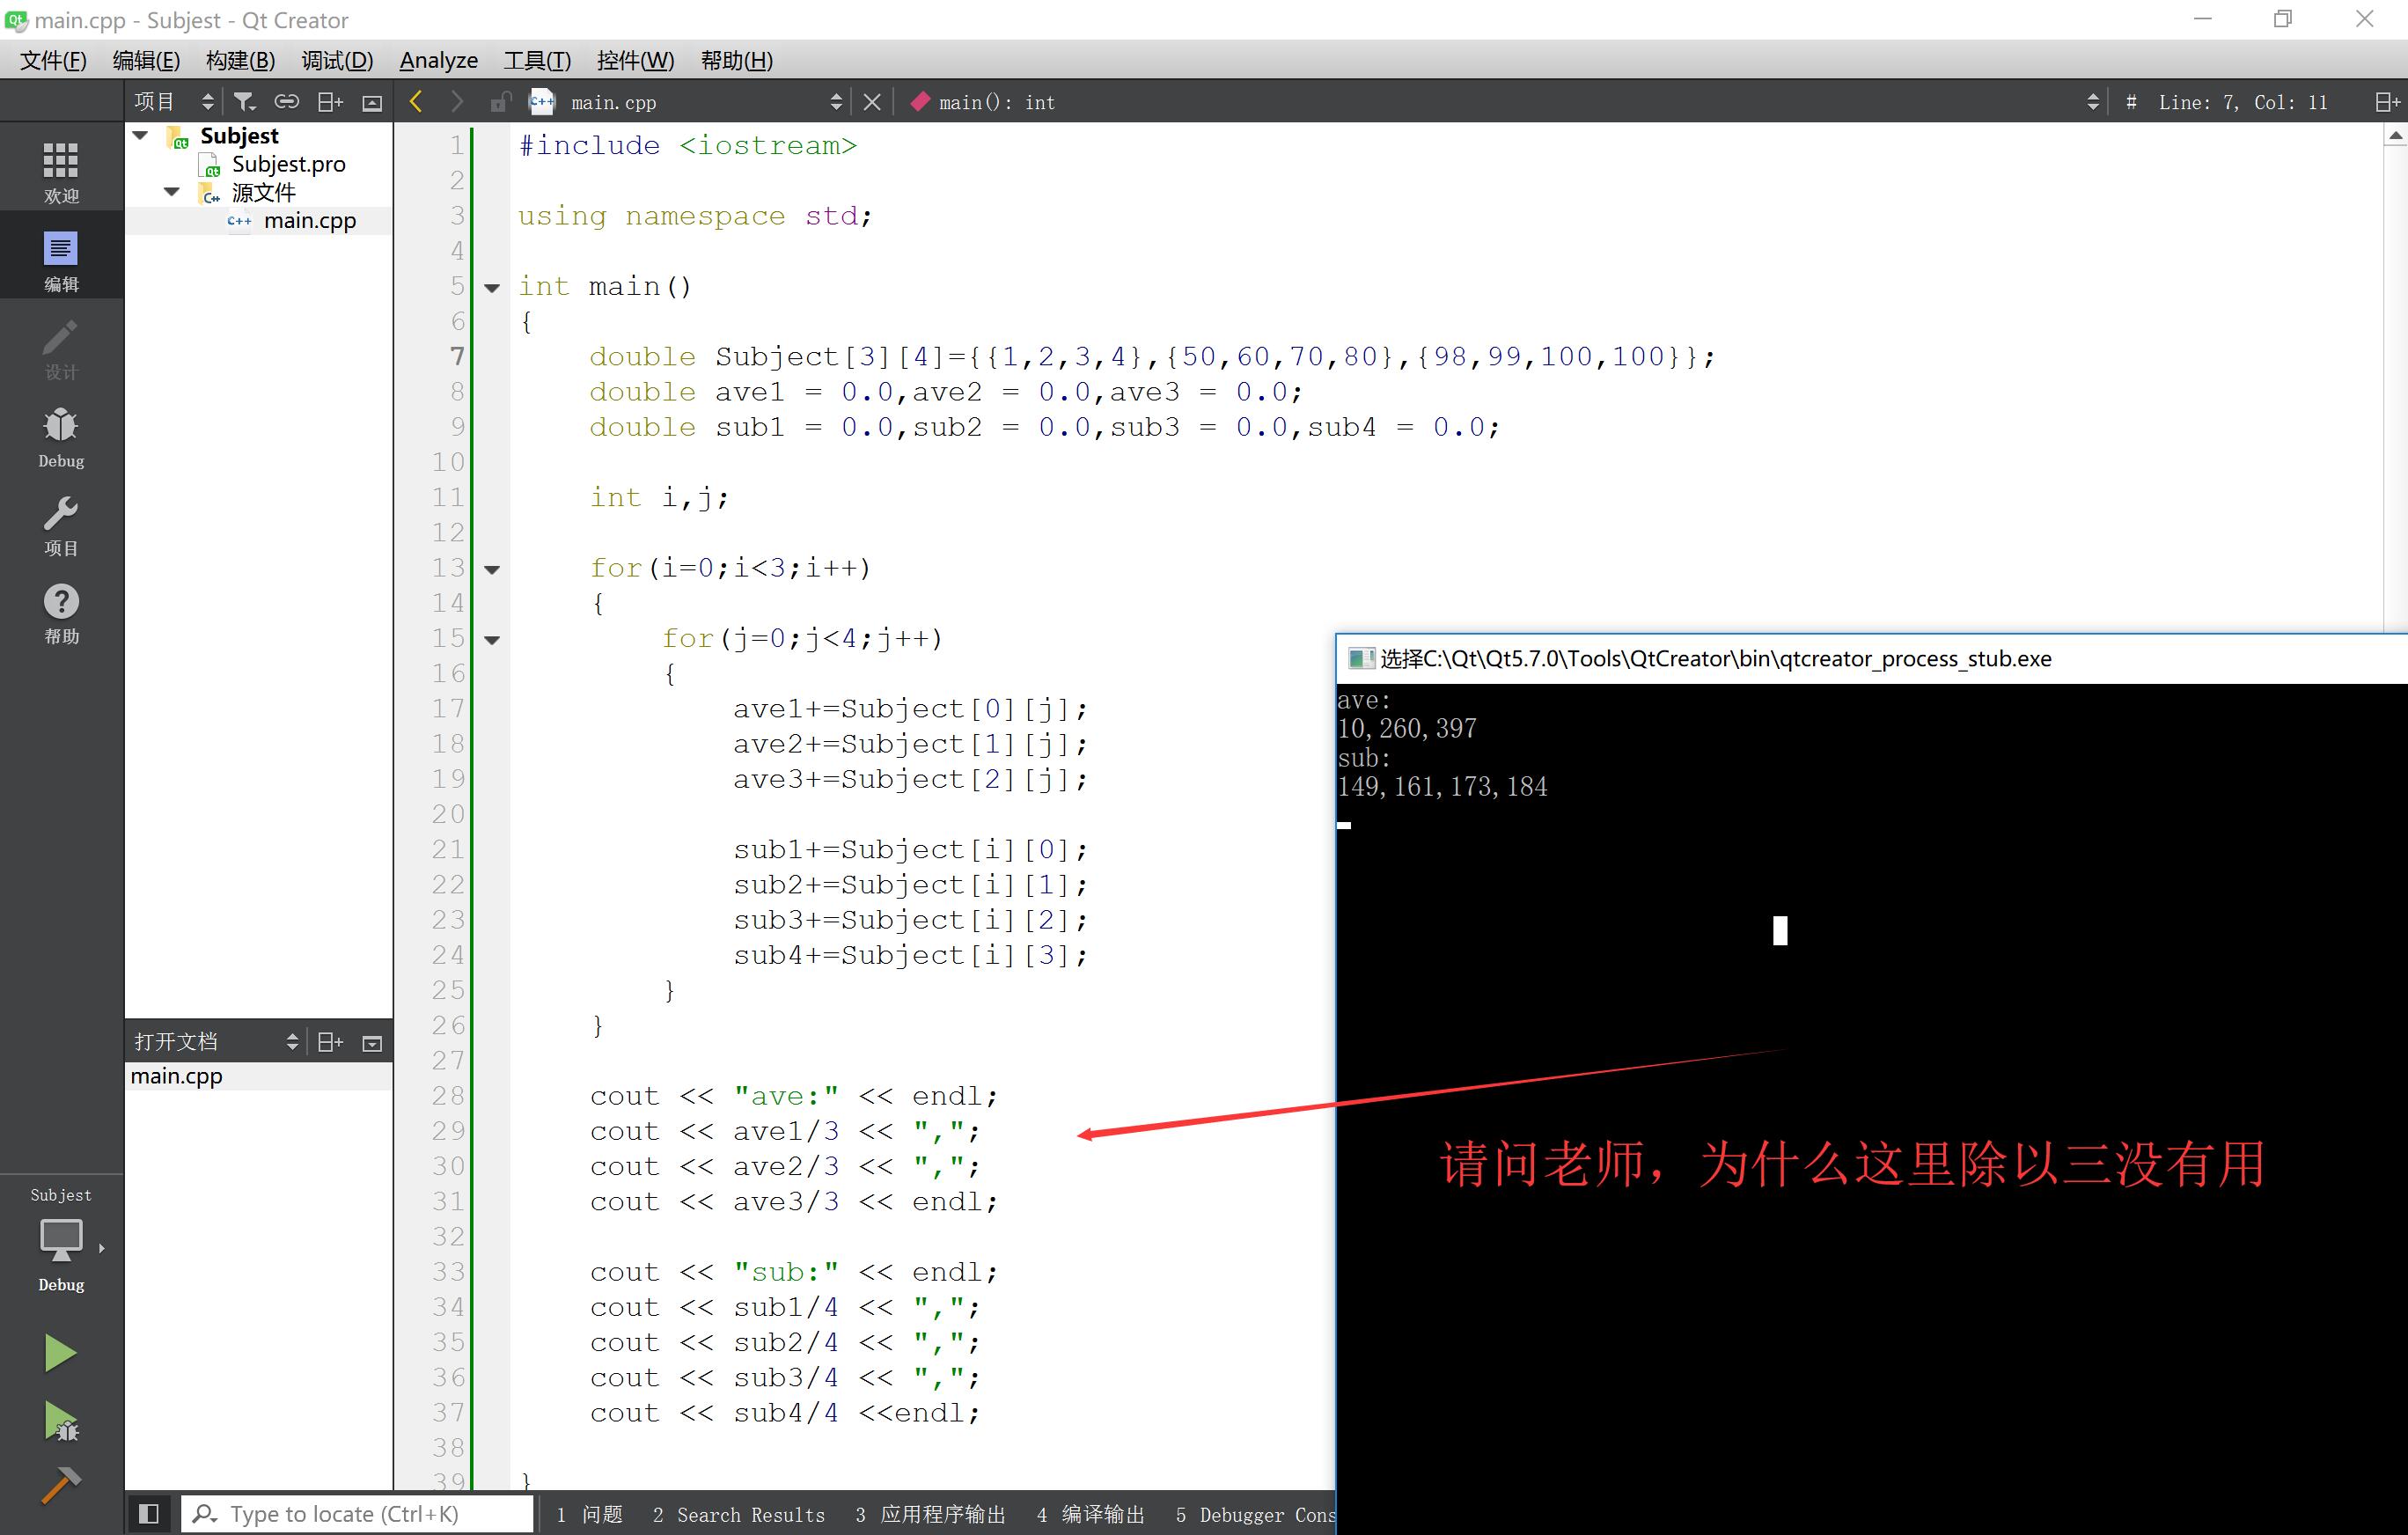 main.cpp - Subjest - Qt Creator
文件(F) 编辑(E) 构建(B) 调试(D) Analyze 工具(T) 控件(W) 帮助(H)
项目 main.cpp main(): int # Line: 7, Col: 11
欢迎
编辑
设计
Debug
项目
帮助
Subjest
Subjest.pro
源文件
main.cpp
打开文档
main.cpp
1 #include <iostream>
2
3 using namespace std;
4
5 int main()
6 {
7 double Subject[3][4]={{1,2,3,4},{50,60,70,80},{98,99,100,100}};
8 double ave1 = 0.0,ave2 = 0.0,ave3 = 0.0;
9 double sub1 = 0.0,sub2 = 0.0,sub3 = 0.0,sub4 = 0.0;
10
11 int i,j;
12
13 for(i=0;i<3;i++)
14 {
15 for(j=0;j<4;j++)
16 {
17 ave1+=Subject[0][j];
18 ave2+=Subject[1][j];
19 ave3+=Subject[2][j];
20
21 sub1+=Subject[i][0];
22 sub2+=Subject[i][1];
23 sub3+=Subject[i][2];
24 sub4+=Subject[i][3];
25 }
26 }
27
28 cout << "ave:" << endl;
29 cout << ave1/3 << ",";
30 cout << ave2/3 << ",";
31 cout << ave3/3 << endl;
32
33 cout << "sub:" << endl;
34 cout << sub1/4 << ",";
35 cout << sub2/4 << ",";
36 cout << sub3/4 << ",";
37 cout << sub4/4 <<endl;
38
39 }
选择C:\Qt\Qt5.7.0\Tools\QtCreator\bin\qtcreator_process_stub.exe
ave:
10,260,397
sub:
149,161,173,184
请问老师，为什么这里除以三没有用
Subjest
Debug
Type to locate (Ctrl+K) 1 问题 2 Search Results 3 应用程序输出 4 编译输出 5 Debugger Cons